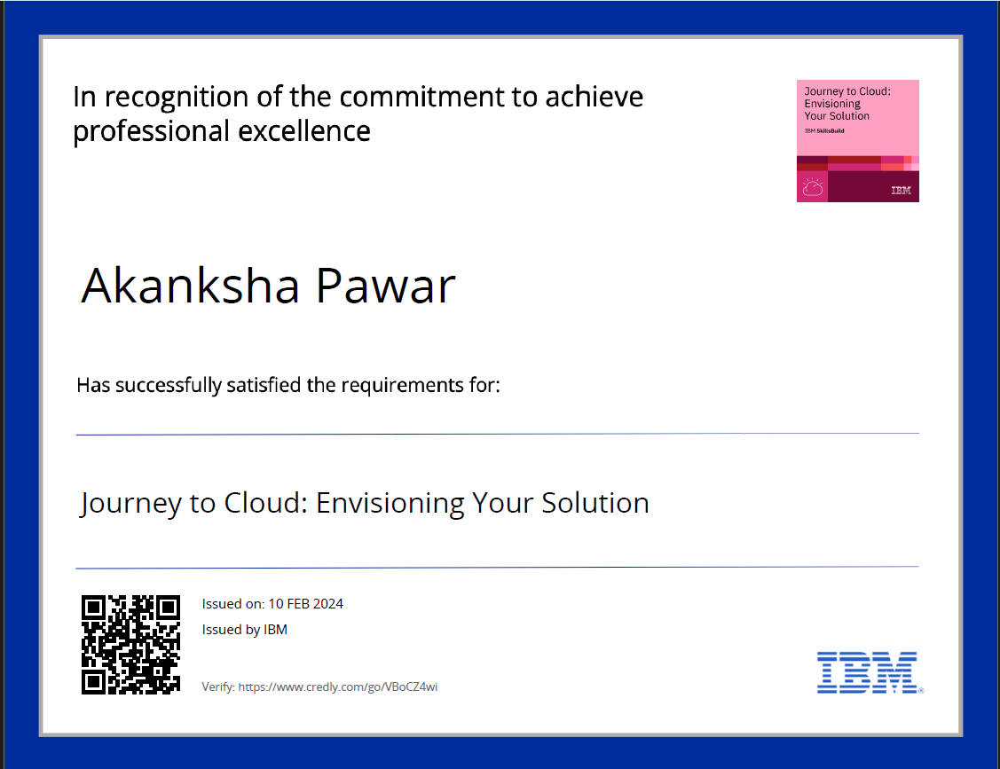 In recognition of the commitment to achieve
professional excellence
Journey to Cloud:
Envisioning
Your Solution
IBM SkillsBuild
IBM
Akanksha Pawar
Has successfully satisfied the requirements for:
Journey to Cloud: Envisioning Your Solution
Issued on: 10 FEB 2024
Issued by IBM
Verify: https://www.credly.com/go/VBoCZ4wi
IBM®